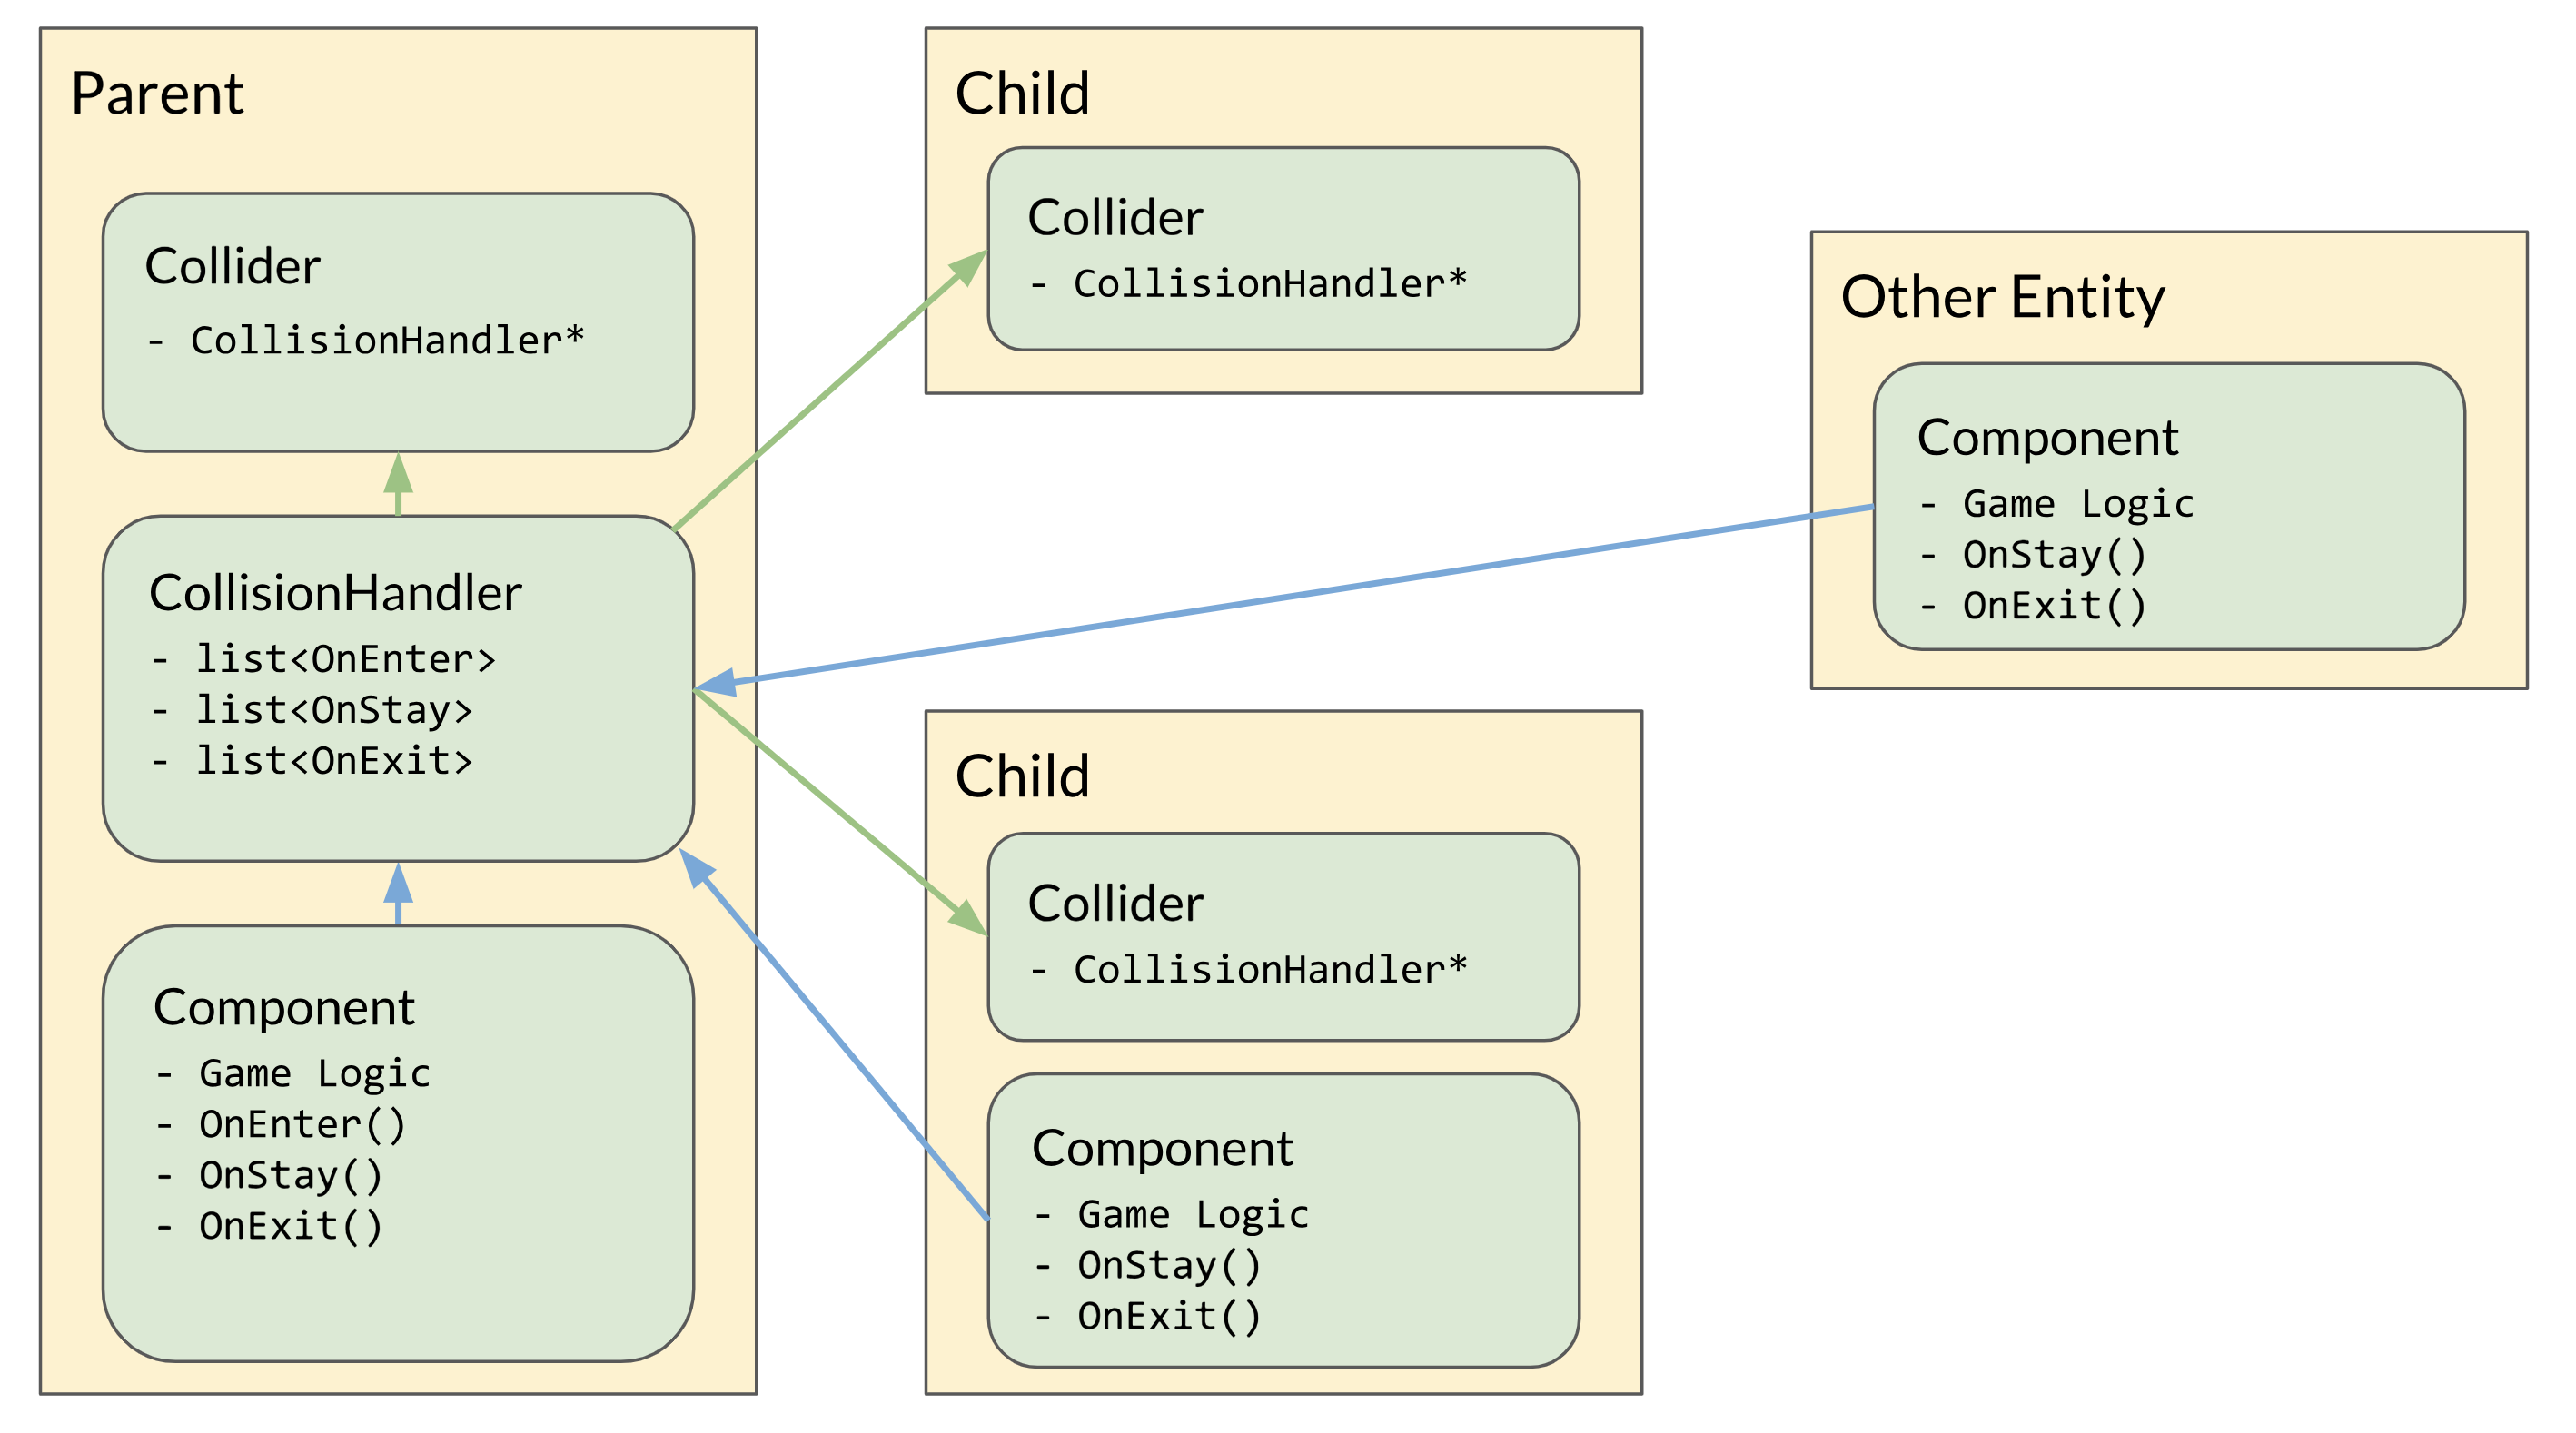 Parent
Collider
- CollisionHandler*
CollisionHandler
- list<OnEnter>
- list<OnStay>
- list<OnExit>
Component
- Game Logic
- OnEnter()
- OnStay()
- OnExit()
Child
Collider
- CollisionHandler*
Child
Collider
- CollisionHandler*
Component
- Game Logic
- OnStay()
- OnExit()
Other Entity
Component
- Game Logic
- OnStay()
- OnExit()